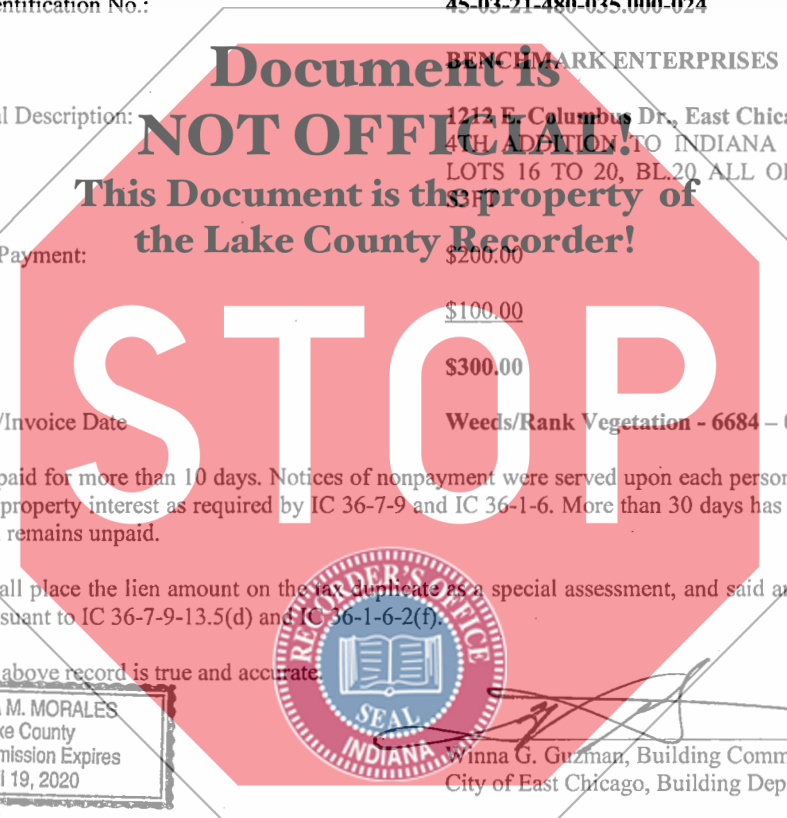 entification No.: 45-03-21-480-035.000-024
Document is
BENCHMARK ENTERPRISES
l Description: 1212 E. Columbus Dr., East Chica
NOT OFFICIAL!
4TH ADDITION TO INDIANA
LOTS 16 TO 20, BL.20 ALL O
This Document is the property of
S3FT
the Lake County Recorder!
Payment: $200.00
$100.00
STOP
$300.00
/Invoice Date Weeds/Rank Vegetation - 6684 –
paid for more than 10 days. Notices of nonpayment were served upon each person
property interest as required by IC 36-7-9 and IC 36-1-6. More than 30 days has
remains unpaid.
all place the lien amount on the tax duplicate as a special assessment, and said a
suant to IC 36-7-9-13.5(d) and IC 36-1-6-2(f).
above record is true and accurate.
RECORDER'S OFFICE
SEAL
INDIANA
M. MORALES
ke County
mission Expires
l 19, 2020
Winna G. Guzman, Building Comm
City of East Chicago, Building Dep